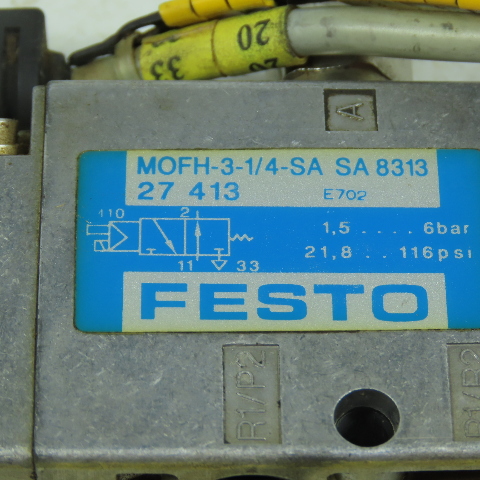 20
33
A
MOFH-3-1/4-SA SA 8313
27 413 E702
110 2
1,5 .... 6bar
21,8 .. 116psi
11 33
FESTO
R1/P2